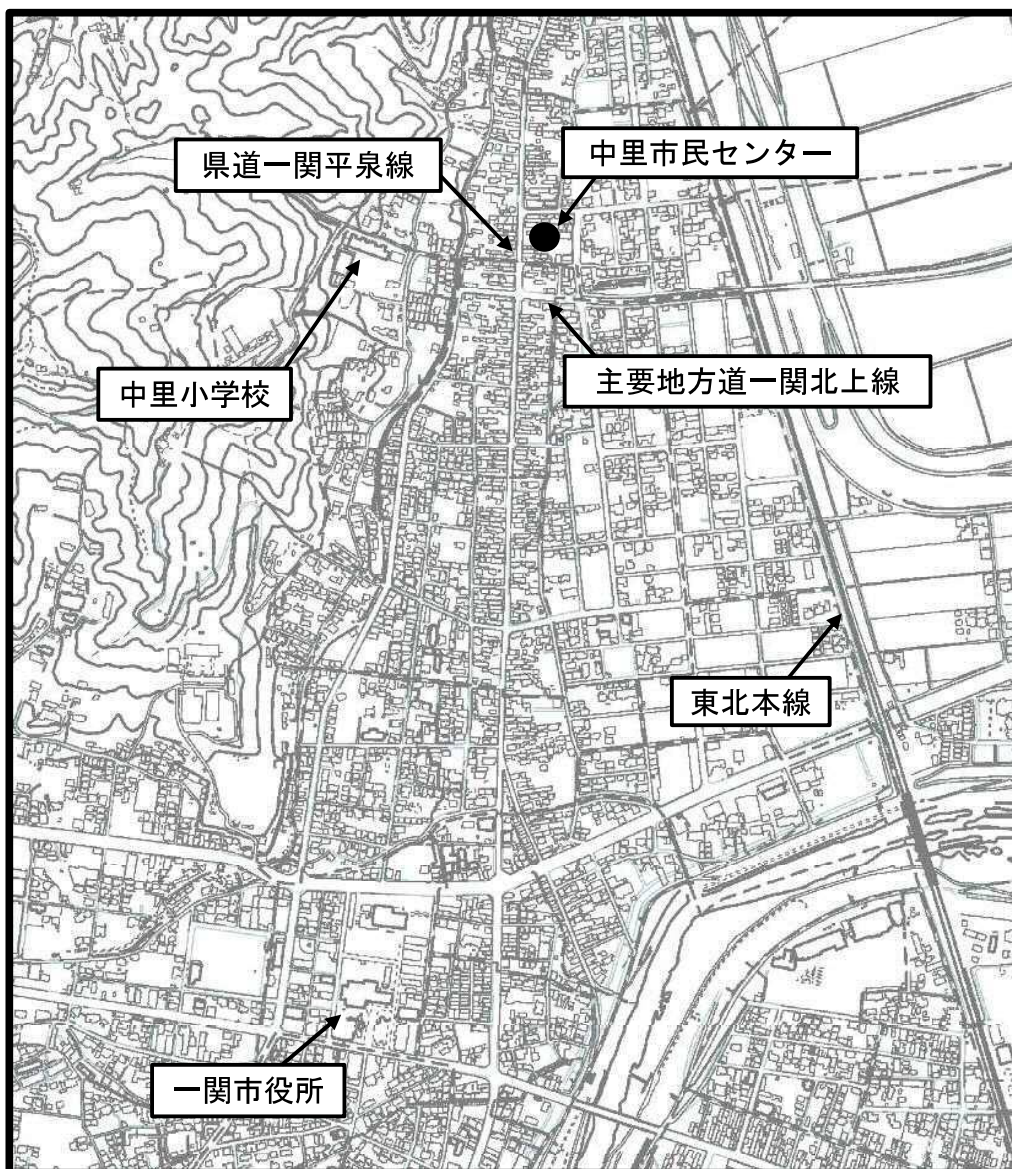 県道一関平泉線
中里市民センター
中里小学校
主要地方道一関北上線
東北本線
一関市役所